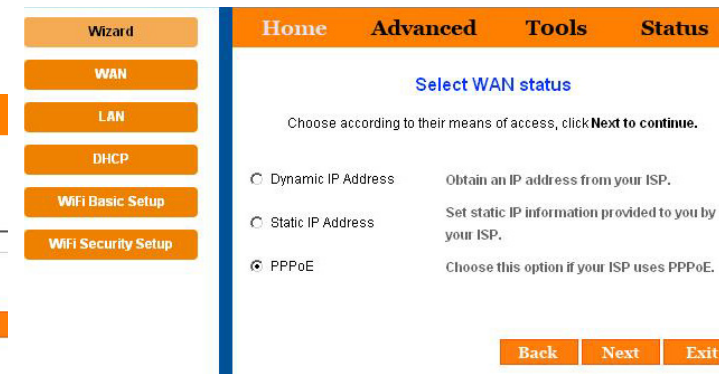 Wizard
WAN
LAN
DHCP
WiFi Basic Setup
WiFi Security Setup
Home Advanced Tools Status
Select WAN status
Choose according to their means of access, click Next to continue.
Dynamic IP Address Obtain an IP address from your ISP.
Static IP Address Set static IP information provided to you by
your ISP.
PPPoE Choose this option if your ISP uses PPPoE.
Back Next Exit